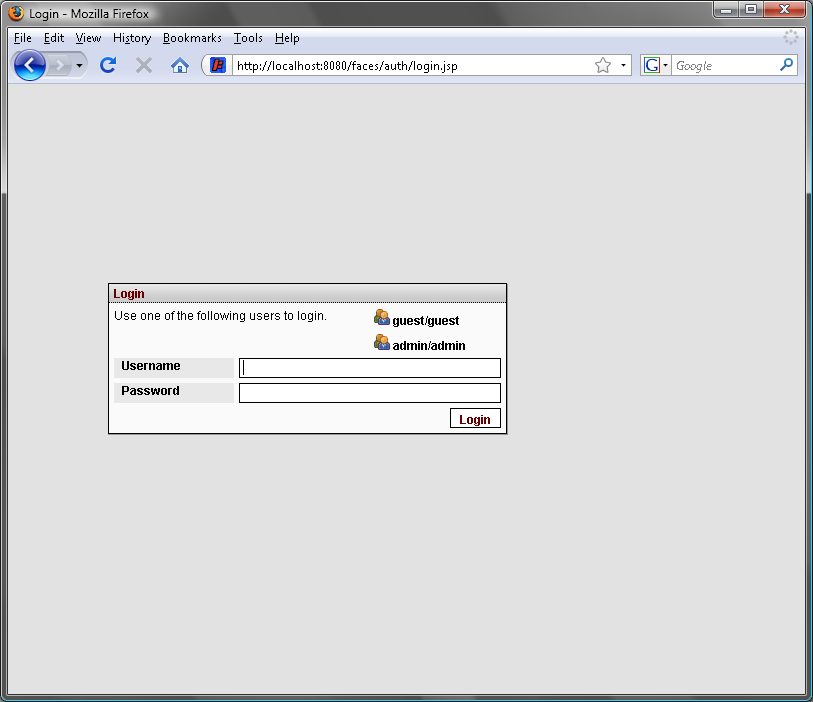 Login - Mozilla Firefox
File Edit View History Bookmarks Tools Help
http://localhost:8080/faces/auth/login.jsp G Google
Login
Use one of the following users to login. guest/guest
admin/admin
Username
Password
Login